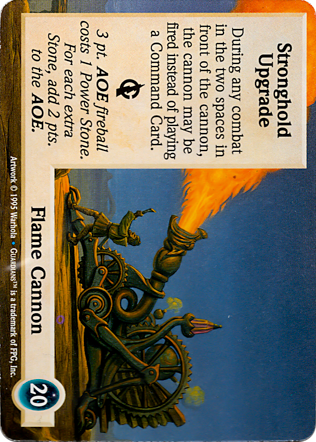 Stronghold
Upgrade
During any combat
in the two spaces in
front of the cannon,
the cannon may be
fired instead of playing
a Command Card.
3 pt. AOE fireball
costs 1 Power Stone.
For each extra
Stone, add 2 pts.
to the AOE.
Flame Cannon
20
Artwork © 1995 Warhola • GUARDIANS™ is a trademark of FPG, Inc.